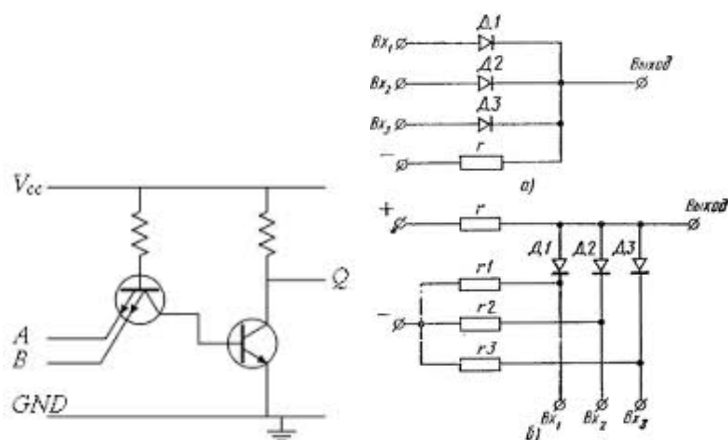 Vcc
A
B
Q
GND
Вх₁
Д1
Вх₂
Д2
Вх₃
Д3
Выход
−
r
а)
+
r
Выход
Д1
Д2
Д3
r1
−
r2
r3
б)
Вх₁
Вх₂
Вх₃